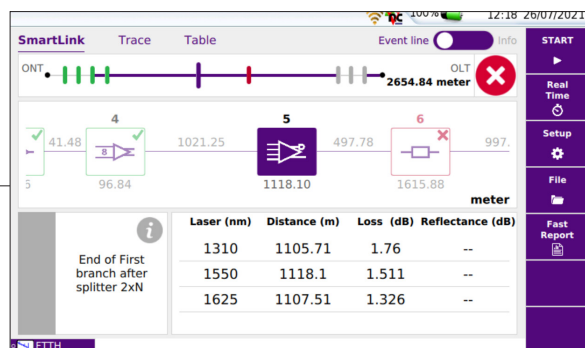 100% 12:18 26/07/2021
SmartLink Trace Table Event line Info START
ONT OLT
2654.84 meter
Real
Time
4 5 6
41.48 8 1021.25 497.78 997.
Setup
96.84 1118.10 1615.88
meter
File
Laser (nm) Distance (m) Loss (dB) Reflectance (dB)
Fast
Report
i
End of First
branch after
splitter 2xN
1310 1105.71 1.76 --
1550 1118.1 1.511 --
1625 1107.51 1.326 --
FTTH